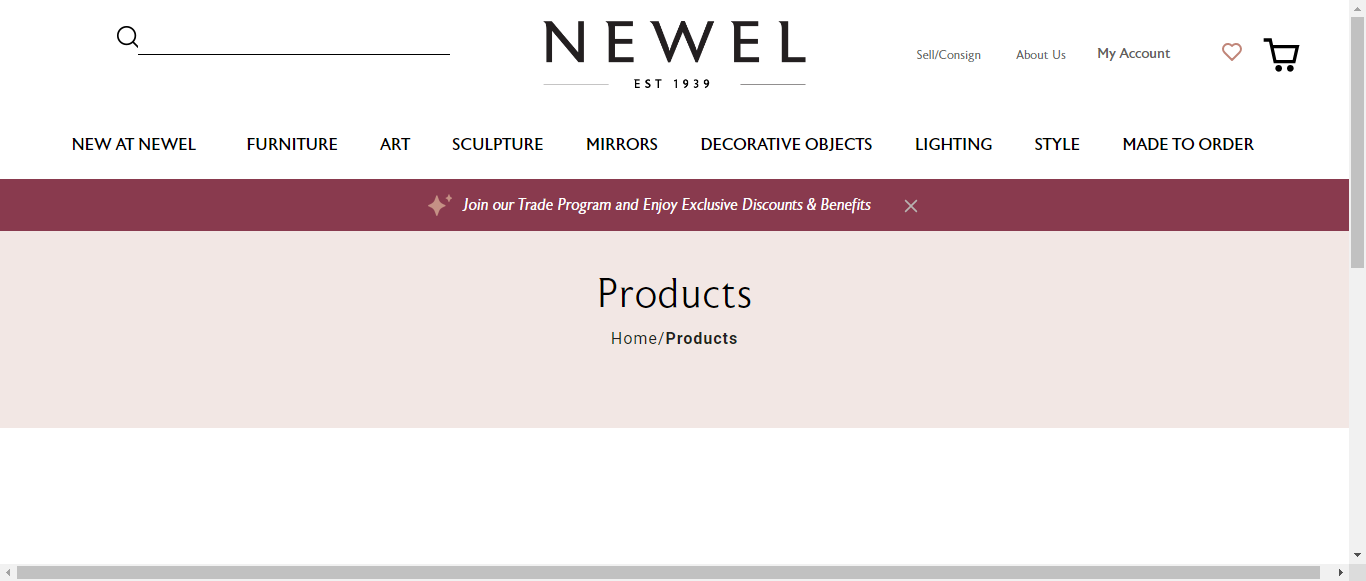 NEWEL
EST 1939
Sell/Consign
About Us
My Account
NEW AT NEWEL
FURNITURE
ART
SCULPTURE
MIRRORS
DECORATIVE OBJECTS
LIGHTING
STYLE
MADE TO ORDER
Join our Trade Program and Enjoy Exclusive Discounts & Benefits
Products
Home/Products